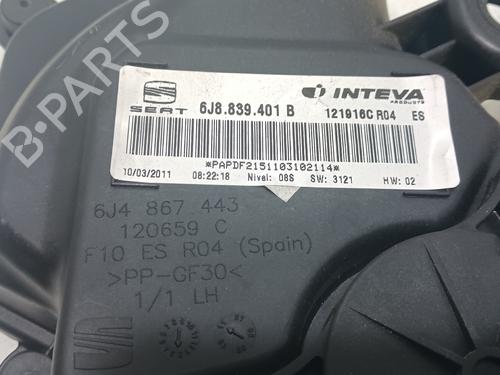 SEAT
6J8.839.401 B
INTEVA
PRODUCTS
121916C R04 ES
*PAPDF2151103102114*
10/03/2011 08:22:18 Nivel: 08S SW: 3121 HW: 02
6J4 867 443
120659 C
F10 ES R04 (Spain)
>PP-GF30<
1/1 LH
B-PARTS